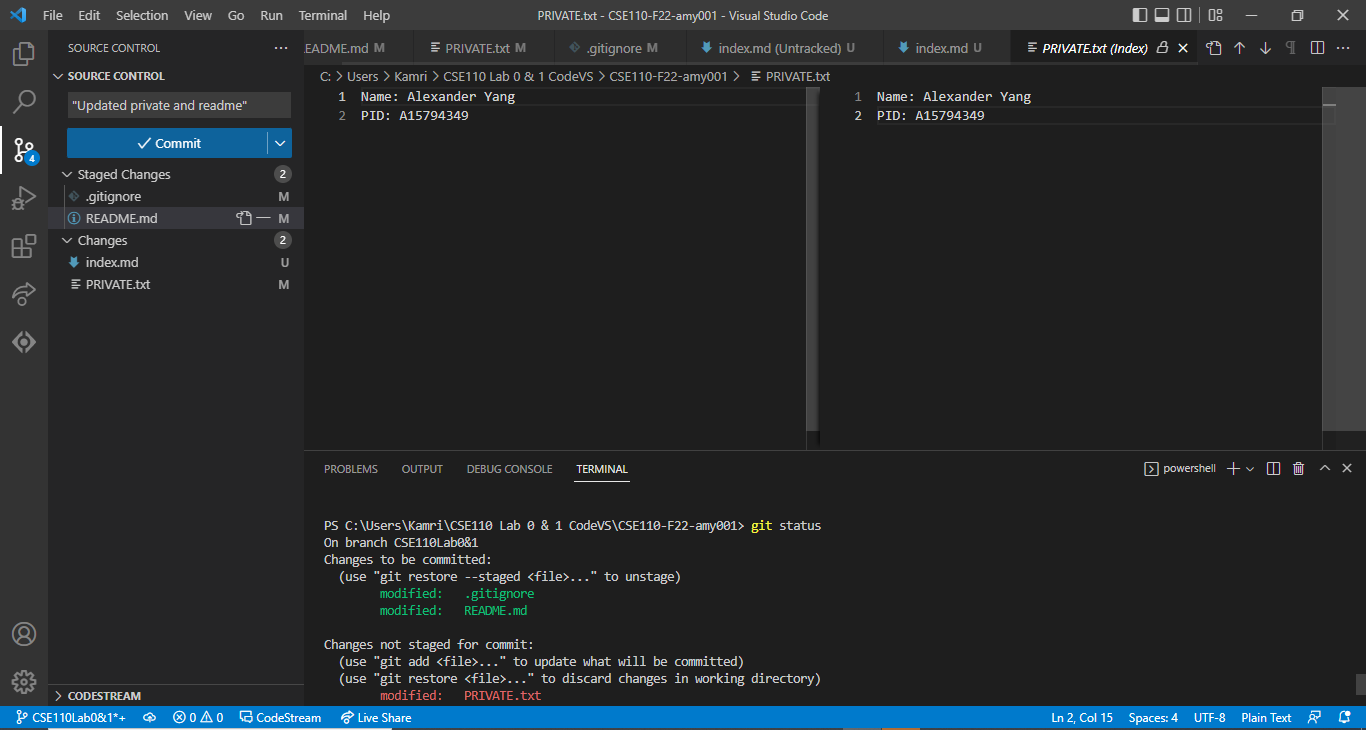 File Edit Selection View Go Run Terminal Help PRIVATE.txt - CSE110-F22-amy001 - Visual Studio Code
SOURCE CONTROL
README.md M PRIVATE.txt M .gitignore M index.md (Untracked) U index.md U PRIVATE.txt (Index)
SOURCE CONTROL
C: > Users > Kamri > CSE110 Lab 0 & 1 CodeVS > CSE110-F22-amy001 > PRIVATE.txt
"Updated private and readme"
1 Name: Alexander Yang
2 PID: A15794349
1 Name: Alexander Yang
2 PID: A15794349
Commit
4
Staged Changes 2
.gitignore M
README.md M
Changes 2
index.md U
PRIVATE.txt M
PROBLEMS OUTPUT DEBUG CONSOLE TERMINAL powershell
PS C:\Users\Kamri\CSE110 Lab 0 & 1 CodeVS\CSE110-F22-amy001> git status
On branch CSE110Lab0&1
Changes to be committed:
(use "git restore --staged <file>..." to unstage)
modified: .gitignore
modified: README.md
Changes not staged for commit:
(use "git add <file>..." to update what will be committed)
(use "git restore <file>..." to discard changes in working directory)
modified: PRIVATE.txt
CODESTREAM
CSE110Lab0&1*+ 0 0 CodeStream Live Share Ln 2, Col 15 Spaces: 4 UTF-8 Plain Text